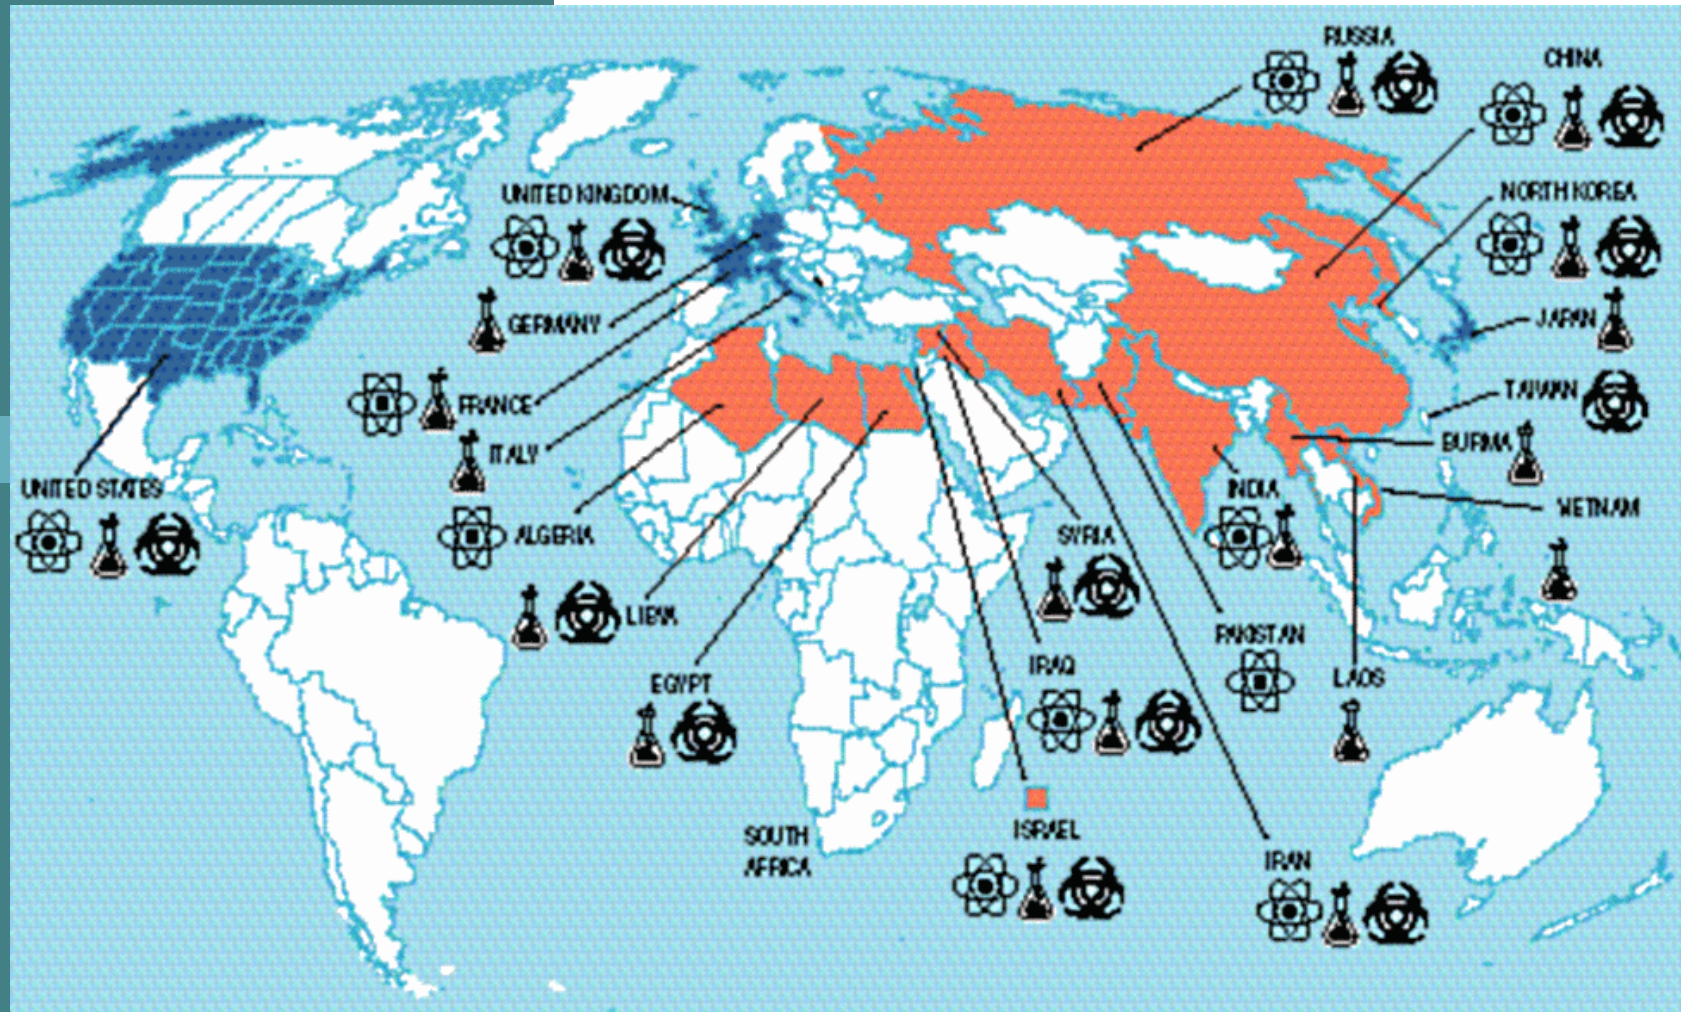 RUSSIA
CHINA
UNITED KINGDOM
NORTH KOREA
GERMANY
JAPAN
FRANCE
TAIWAN
ITALY
BURMA
UNITED STATES
INDIA
VIETNAM
ALGERIA
SYRIA
LIBYA
PAKISTAN
IRAQ
LAOS
EGYPT
ISRAEL
SOUTH
AFRICA
IRAN